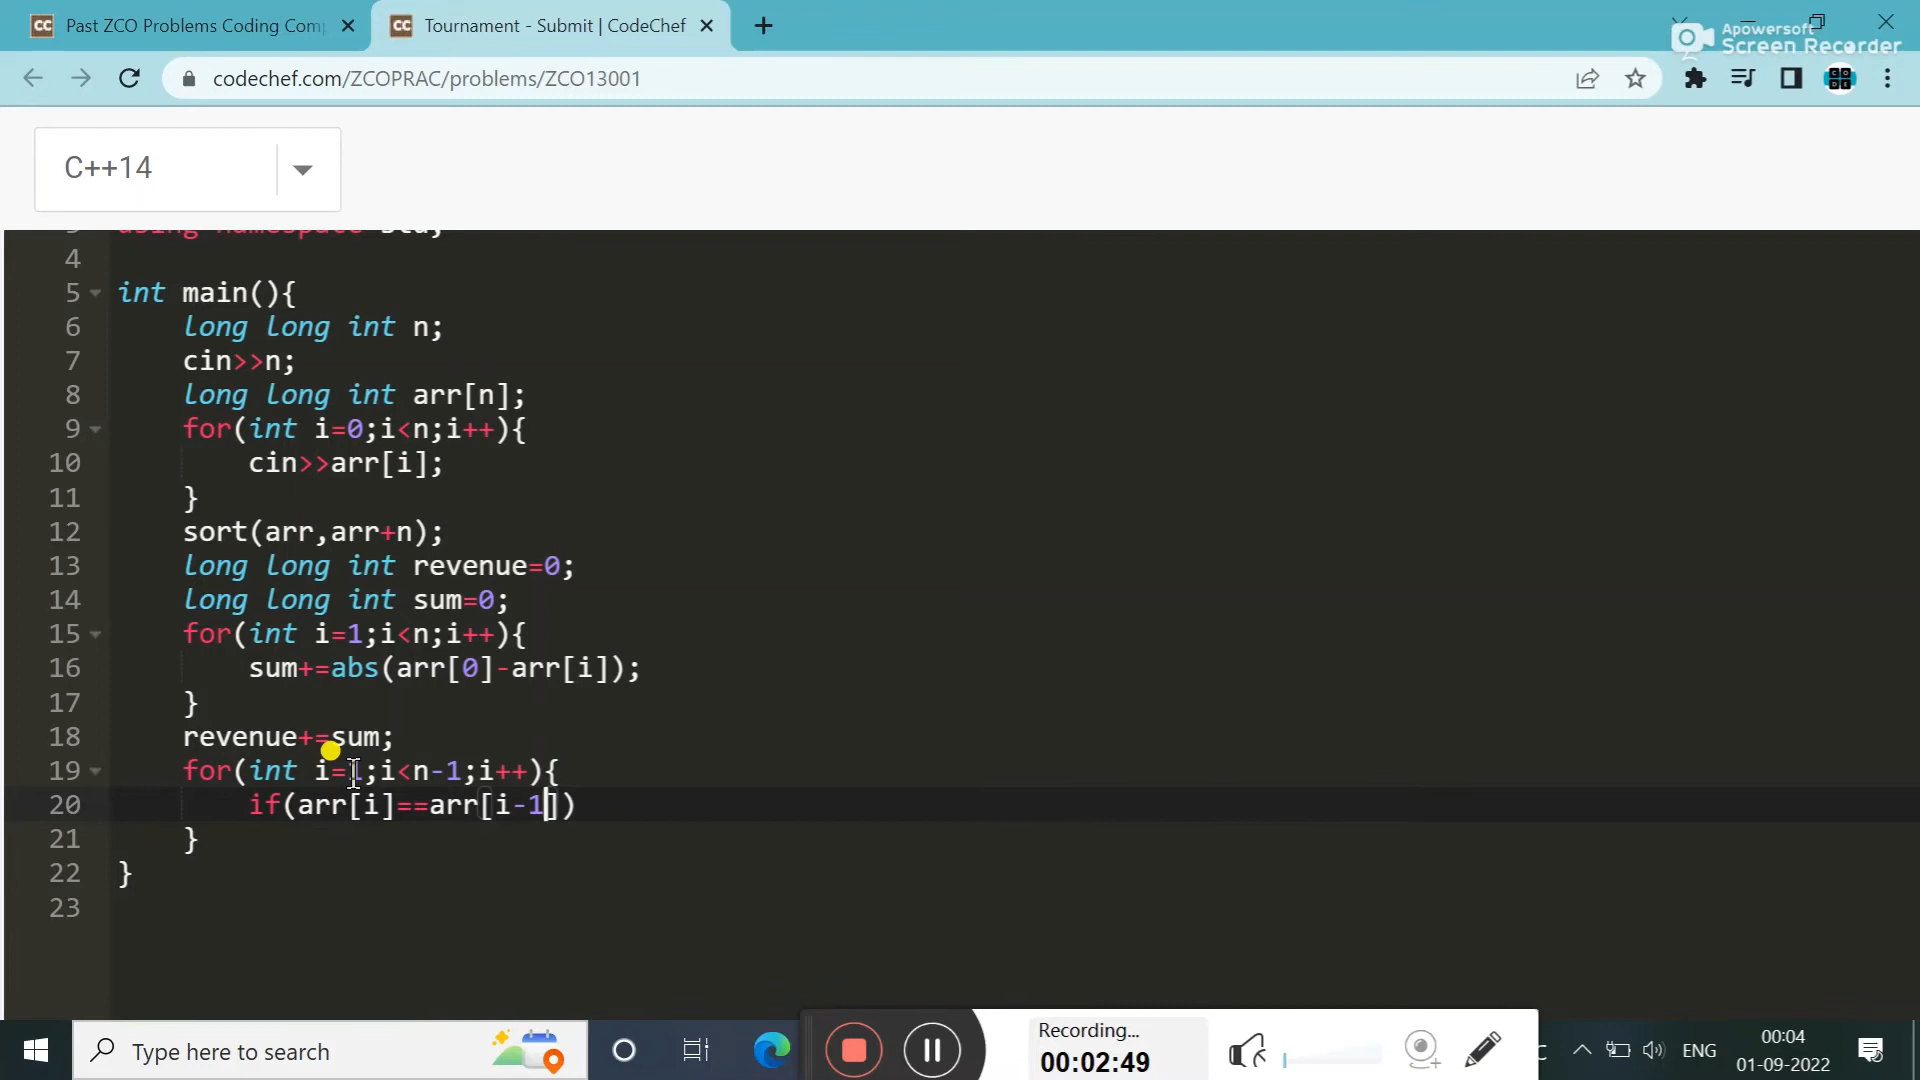 Past ZCO Problems Coding Com
Tournament - Submit | CodeChef
Apowersoft
Screen Recorder
codechef.com/ZCOPRAC/problems/ZCO13001
C++14
using namespace std;
4
5 int main(){
6 long long int n;
7 cin>>n;
8 long long int arr[n];
9 for(int i=0;i<n;i++){
10 cin>>arr[i];
11 }
12 sort(arr,arr+n);
13 long long int revenue=0;
14 long long int sum=0;
15 for(int i=1;i<n;i++){
16 sum+=abs(arr[0]-arr[i]);
17 }
18 revenue+=sum;
19 for(int i=1;i<n-1;i++){
20 if(arr[i]==arr[i-1])
21 }
22 }
23
Type here to search
Recording...
00:02:49
ENG
00:04
01-09-2022